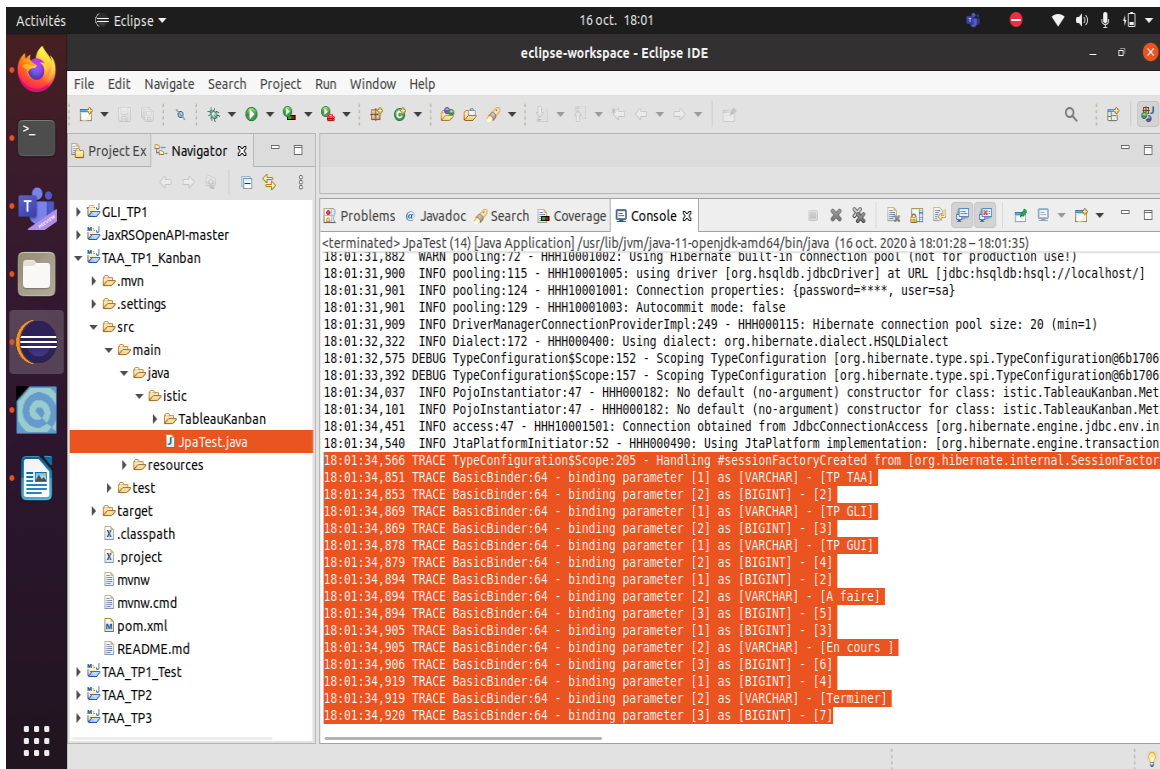 Activités Eclipse 16 oct. 18:01
eclipse-workspace - Eclipse IDE
File Edit Navigate Search Project Run Window Help
Project Ex Navigator
GLI_TP1
JaxRSOpenAPI-master
TAA_TP1_Kanban
.mvn
.settings
src
main
java
istic
TableauKanban
JpaTest.java
resources
test
target
.classpath
.project
mvnw
mvnw.cmd
pom.xml
README.md
TAA_TP1_Test
TAA_TP2
TAA_TP3
Problems Javadoc Search Coverage Console
<terminated> JpaTest (14) [Java Application] /usr/lib/jvm/java-11-openjdk-amd64/bin/java (16 oct. 2020 à 18:01:28 – 18:01:35)
18:01:31,882 WARN pooling:72 - HHH10001002: Using Hibernate built-in connection pool (not for production use!)
18:01:31,900 INFO pooling:115 - HHH10001005: using driver [org.hsqldb.jdbcDriver] at URL [jdbc:hsqldb:hsql://localhost/]
18:01:31,901 INFO pooling:124 - HHH10001001: Connection properties: {password=****, user=sa}
18:01:31,901 INFO pooling:129 - HHH10001003: Autocommit mode: false
18:01:31,909 INFO DriverManagerConnectionProviderImpl:249 - HHH000115: Hibernate connection pool size: 20 (min=1)
18:01:32,322 INFO Dialect:172 - HHH000400: Using dialect: org.hibernate.dialect.HSQLDialect
18:01:32,575 DEBUG TypeConfiguration$Scope:152 - Scoping TypeConfiguration [org.hibernate.type.spi.TypeConfiguration@6b1706
18:01:33,392 DEBUG TypeConfiguration$Scope:157 - Scoping TypeConfiguration [org.hibernate.type.spi.TypeConfiguration@6b1706
18:01:34,037 INFO PojoInstantiator:47 - HHH000182: No default (no-argument) constructor for class: istic.TableauKanban.Met
18:01:34,101 INFO PojoInstantiator:47 - HHH000182: No default (no-argument) constructor for class: istic.TableauKanban.Met
18:01:34,451 INFO access:47 - HHH10001501: Connection obtained from JdbcConnectionAccess [org.hibernate.engine.jdbc.env.in
18:01:34,540 INFO JtaPlatformInitiator:52 - HHH000490: Using JtaPlatform implementation: [org.hibernate.engine.transaction
18:01:34,566 TRACE TypeConfiguration$Scope:205 - Handling #sessionFactoryCreated from [org.hibernate.internal.SessionFactor
18:01:34,851 TRACE BasicBinder:64 - binding parameter [1] as [VARCHAR] - [TP TAA]
18:01:34,853 TRACE BasicBinder:64 - binding parameter [2] as [BIGINT] - [2]
18:01:34,869 TRACE BasicBinder:64 - binding parameter [1] as [VARCHAR] - [TP GLI]
18:01:34,869 TRACE BasicBinder:64 - binding parameter [2] as [BIGINT] - [3]
18:01:34,878 TRACE BasicBinder:64 - binding parameter [1] as [VARCHAR] - [TP GUI]
18:01:34,879 TRACE BasicBinder:64 - binding parameter [2] as [BIGINT] - [4]
18:01:34,894 TRACE BasicBinder:64 - binding parameter [1] as [BIGINT] - [2]
18:01:34,894 TRACE BasicBinder:64 - binding parameter [2] as [VARCHAR] - [A faire]
18:01:34,894 TRACE BasicBinder:64 - binding parameter [3] as [BIGINT] - [5]
18:01:34,905 TRACE BasicBinder:64 - binding parameter [1] as [BIGINT] - [3]
18:01:34,905 TRACE BasicBinder:64 - binding parameter [2] as [VARCHAR] - [En cours ]
18:01:34,906 TRACE BasicBinder:64 - binding parameter [3] as [BIGINT] - [6]
18:01:34,919 TRACE BasicBinder:64 - binding parameter [1] as [BIGINT] - [4]
18:01:34,919 TRACE BasicBinder:64 - binding parameter [2] as [VARCHAR] - [Terminer]
18:01:34,920 TRACE BasicBinder:64 - binding parameter [3] as [BIGINT] - [7]